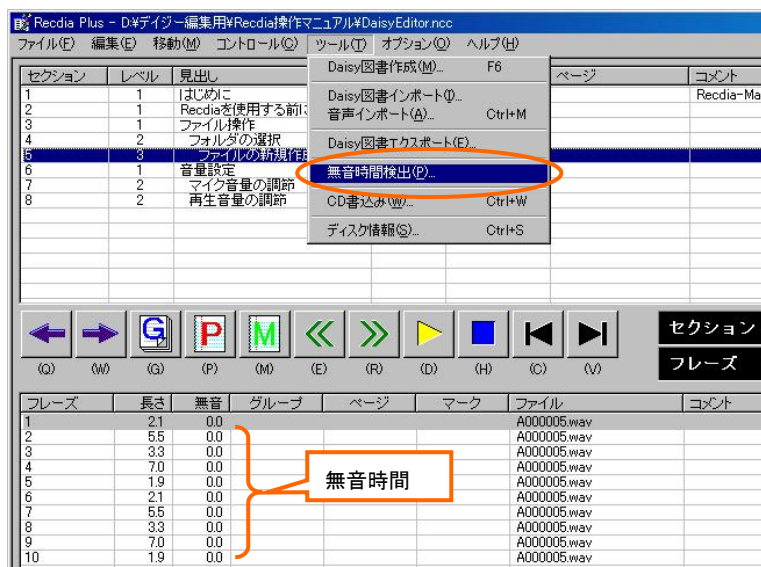 Recdia Plus - D:¥デイジー編集用¥Recdia操作マニュアル¥DaisyEditor.ncc
ファイル(F) 編集(E) 移動(M) コントロール(C) ツール(T) オプション(O) ヘルプ(H)
セクション レベル 見出し ページ コメント
1 1 はじめに Recdia-Ma
2 1 Recdiaを使用する前に
3 1 ファイル操作
4 2 フォルダの選択
5 3 ファイルの新規作成
6 1 音量設定
7 2 マイク音量の調節
8 2 再生音量の調節
Daisy図書作成(M)... F6
Daisy図書インポート(I)...
音声インポート(A)... Ctrl+M
Daisy図書エクスポート(E)...
無音時間検出(P)...
CD書込み(W)... Ctrl+W
ディスク情報(S)... Ctrl+S
G P M
(Q) (W) (G) (P) (M) (E) (R) (D) (H) (C) (V)
セクション
フレーズ
フレーズ 長さ 無音 グループ ページ マーク ファイル コメント
1 2.1 0.0 A000005.wav
2 5.5 0.0 A000005.wav
3 3.3 0.0 A000005.wav
4 7.0 0.0 A000005.wav
5 1.9 0.0 A000005.wav
6 2.1 0.0 A000005.wav
7 5.5 0.0 A000005.wav
8 3.3 0.0 A000005.wav
9 7.0 0.0 A000005.wav
10 1.9 0.0 A000005.wav
無音時間